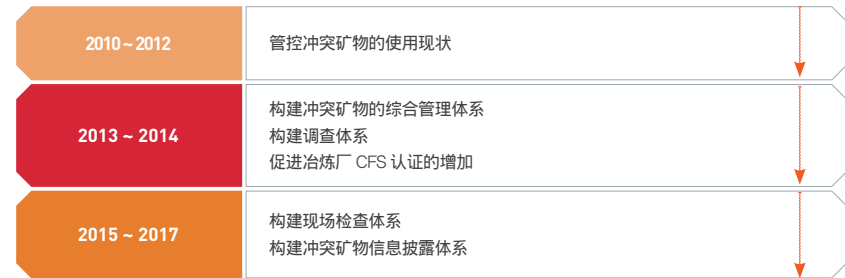 2010~2012
管控冲突矿物的使用现状
2013 ~ 2014
构建冲突矿物的综合管理体系
构建调查体系
促进冶炼厂 CFS 认证的增加
2015 ~ 2017
构建现场检查体系
构建冲突矿物信息披露体系